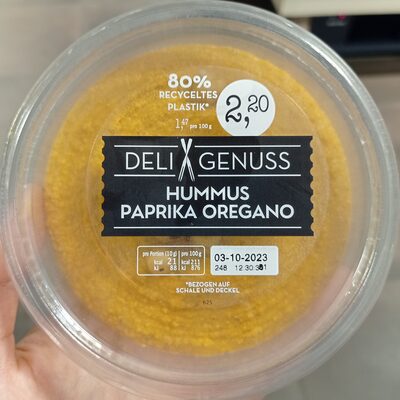 80%
RECYCELTES
PLASTIK*
2,20
1,47 pro 100 g
DELI GENUSS
HUMMUS
PAPRIKA OREGANO
pro Portion (10 g) pro 100 g
kcal 21 kcal 211
kJ 88 kJ 876
03-10-2023
248 12:30:31
*BEZOGEN AUF
SCHALE UND DECKEL
625